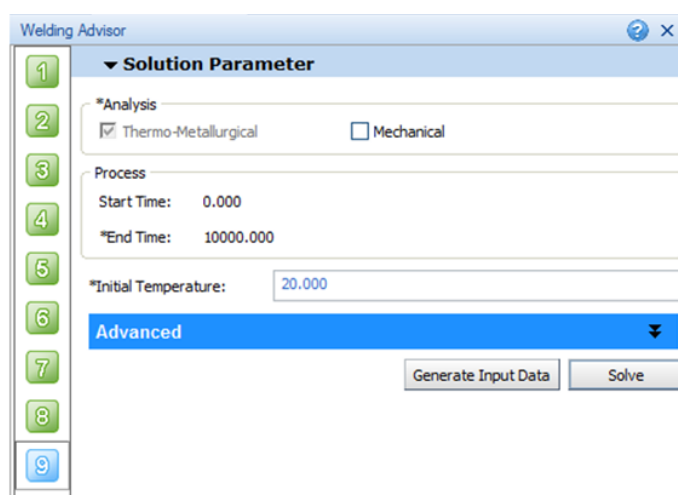 Welding Advisor
Solution Parameter
*Analysis
Thermo-Metallurgical Mechanical
Process
Start Time: 0.000
*End Time: 10000.000
*Initial Temperature: 20.000
Advanced
Generate Input Data Solve
1
2
3
4
5
6
7
8
9